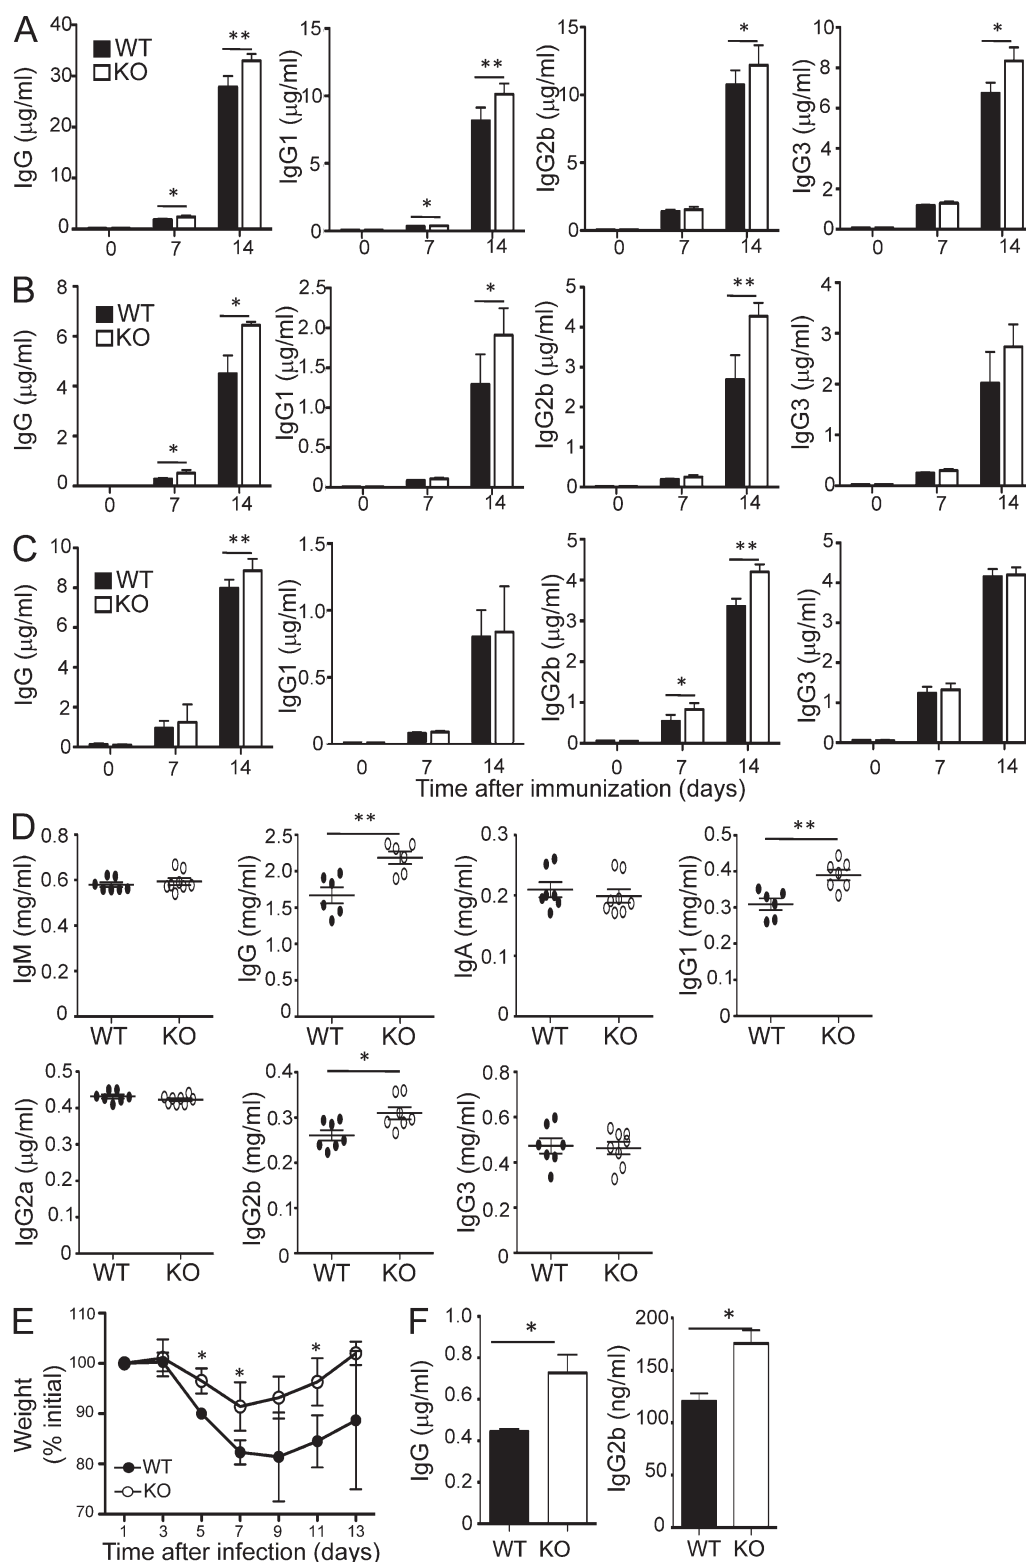 A
WT
KO
IgG (μg/ml)
40
30
20
10
0
*
**
0 7 14
IgG1 (μg/ml)
15
10
5
0
*
**
0 7 14
IgG2b (μg/ml)
15
10
5
0
*
0 7 14
IgG3 (μg/ml)
10
8
6
4
2
0
*
0 7 14
B
WT
KO
IgG (μg/ml)
8
6
4
2
0
*
*
0 7 14
IgG1 (μg/ml)
2.5
2.0
1.5
1.0
0.5
0
*
0 7 14
IgG2b (μg/ml)
5
4
3
2
1
0
**
0 7 14
IgG3 (μg/ml)
4
3
2
1
0
0 7 14
C
WT
KO
IgG (μg/ml)
10
8
6
4
2
0
**
0 7 14
IgG1 (μg/ml)
1.5
1.0
0.5
0
0 7 14
IgG2b (μg/ml)
5
4
3
2
1
0
*
**
0 7 14
IgG3 (μg/ml)
5
4
3
2
1
0
0 7 14
Time after immunization (days)
D
IgM (mg/ml)
0.8
0.6
0.4
0.2
0
WT KO
IgG (mg/ml)
2.5
2.0
1.5
1.0
0.5
0
**
WT KO
IgA (mg/ml)
0.3
0.2
0.1
0
WT KO
IgG1 (mg/ml)
0.5
0.4
0.3
0.2
0.1
0
**
WT KO
IgG2a (μg/ml)
0.5
0.4
0.3
0.2
0.1
0
WT KO
IgG2b (mg/ml)
0.4
0.3
0.2
0.1
0
*
WT KO
IgG3 (mg/ml)
0.8
0.6
0.4
0.2
0
WT KO
E
Weight
(% initial)
110
100
90
80
70
* * *
WT
KO
1 3 5 7 9 11 13
Time after infection (days)
F
IgG (μg/ml)
1.0
0.8
0.6
0.4
0.2
0
*
WT KO
IgG2b (ng/ml)
200
150
100
50
0
*
WT KO